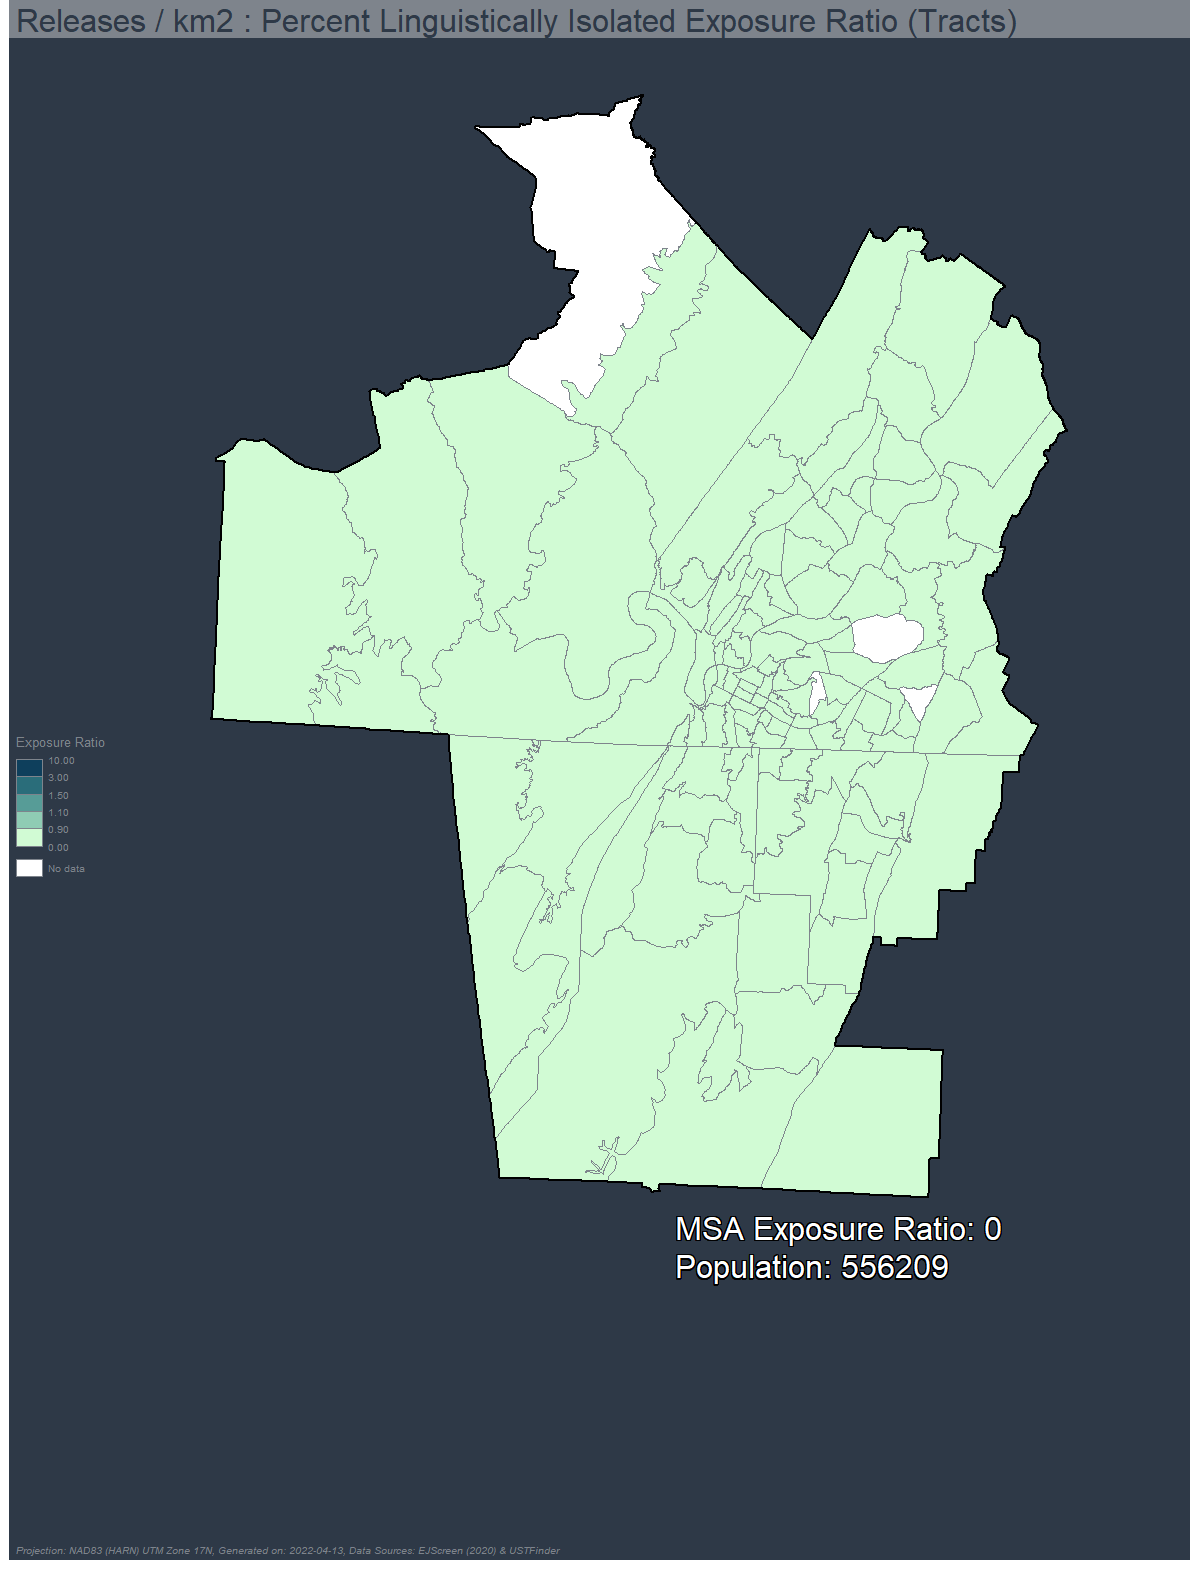 Releases / km2 : Percent Linguistically Isolated Exposure Ratio (Tracts)
Exposure Ratio
10.00
3.00
1.50
1.10
0.90
0.00
No data
MSA Exposure Ratio: 0
Population: 556209
Projection: NAD83 (HARN) UTM Zone 17N, Generated on: 2022-04-13, Data Sources: EJScreen (2020) & USTFinder